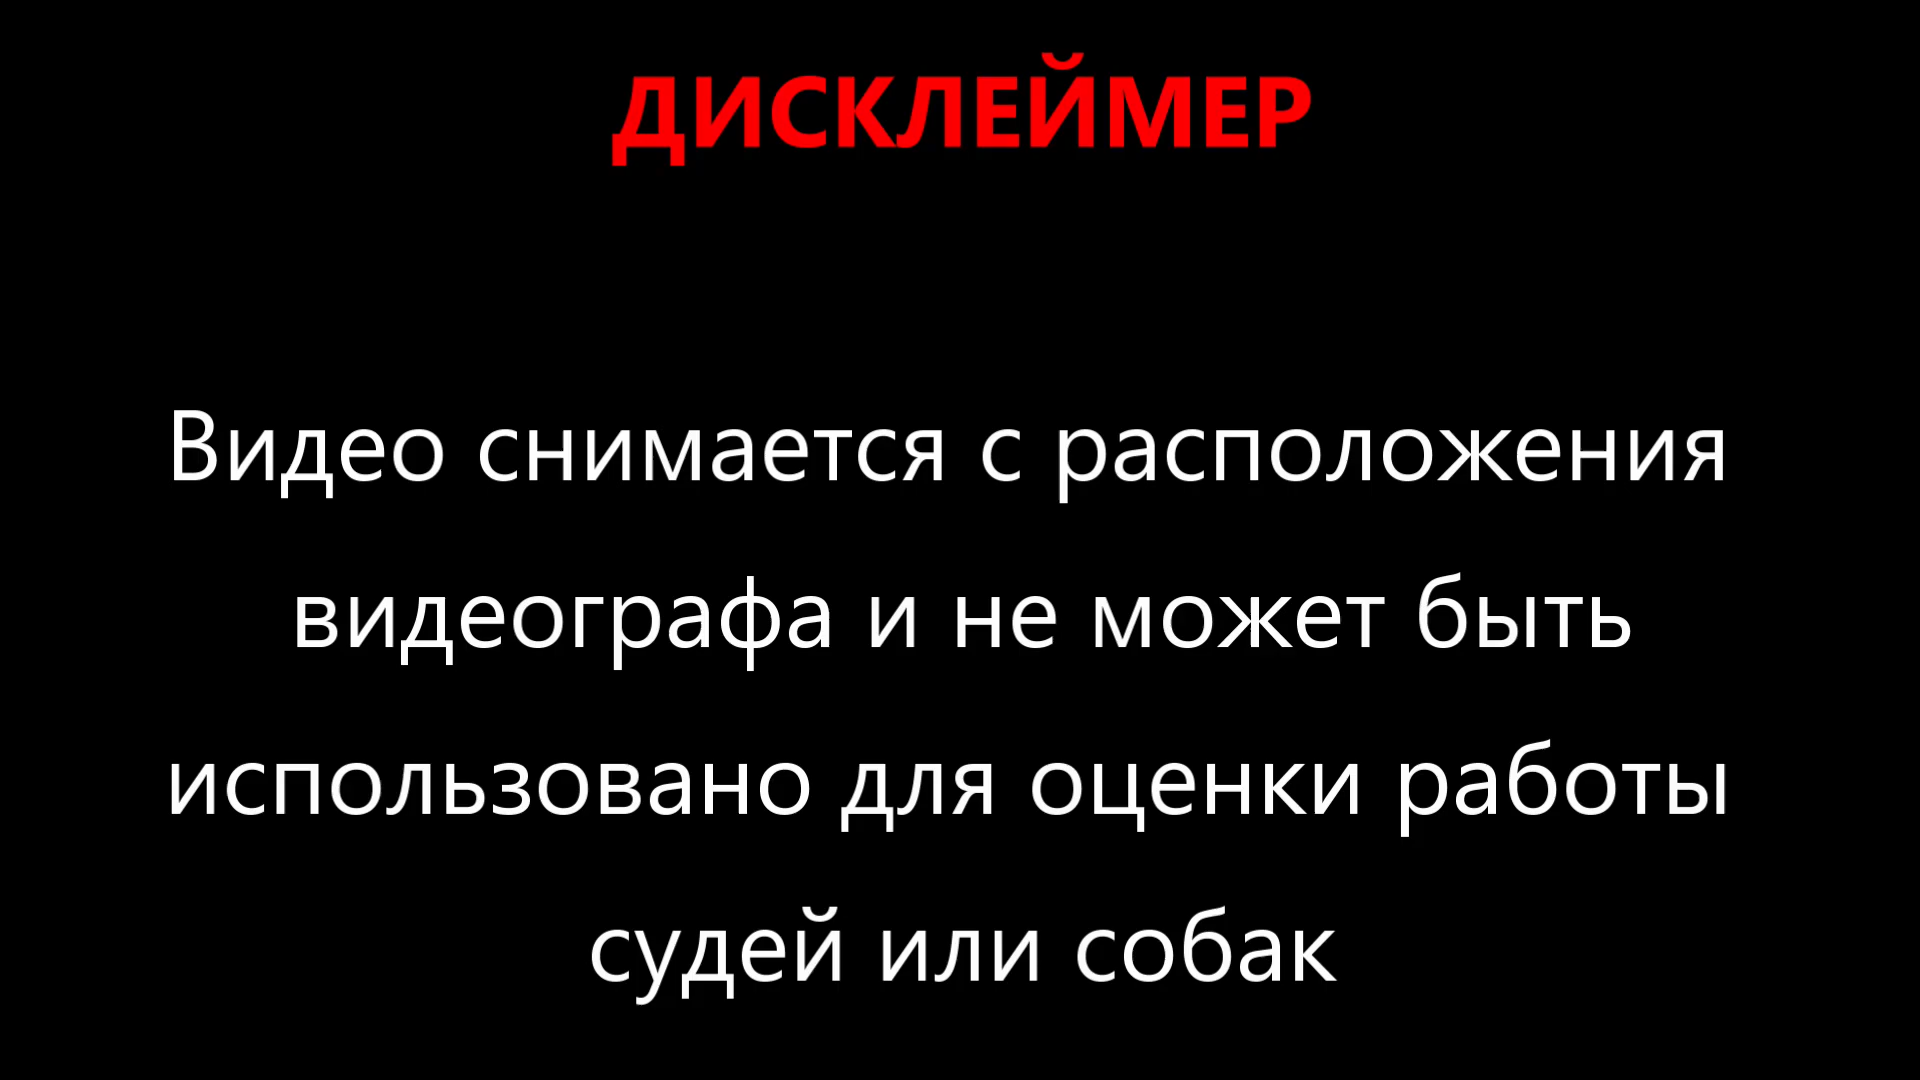 ДИСКЛЕЙМЕР
Видео снимается с расположения
видеографа и не может быть
использовано для оценки работы
судей или собак